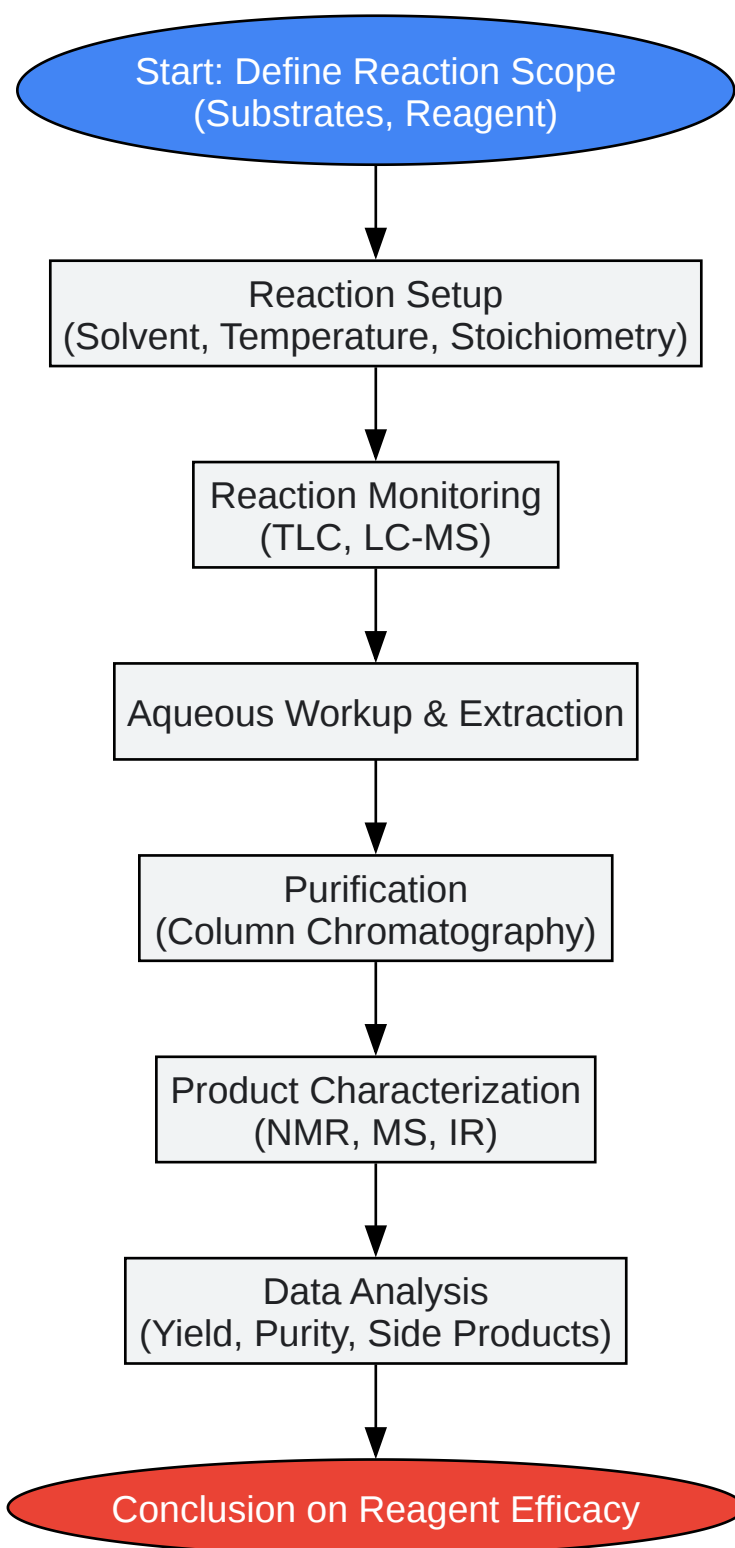 Start: Define Reaction Scope
(Substrates, Reagent)
Reaction Setup
(Solvent, Temperature, Stoichiometry)
Reaction Monitoring
(TLC, LC-MS)
Aqueous Workup & Extraction
Purification
(Column Chromatography)
Product Characterization
(NMR, MS, IR)
Data Analysis
(Yield, Purity, Side Products)
Conclusion on Reagent Efficacy